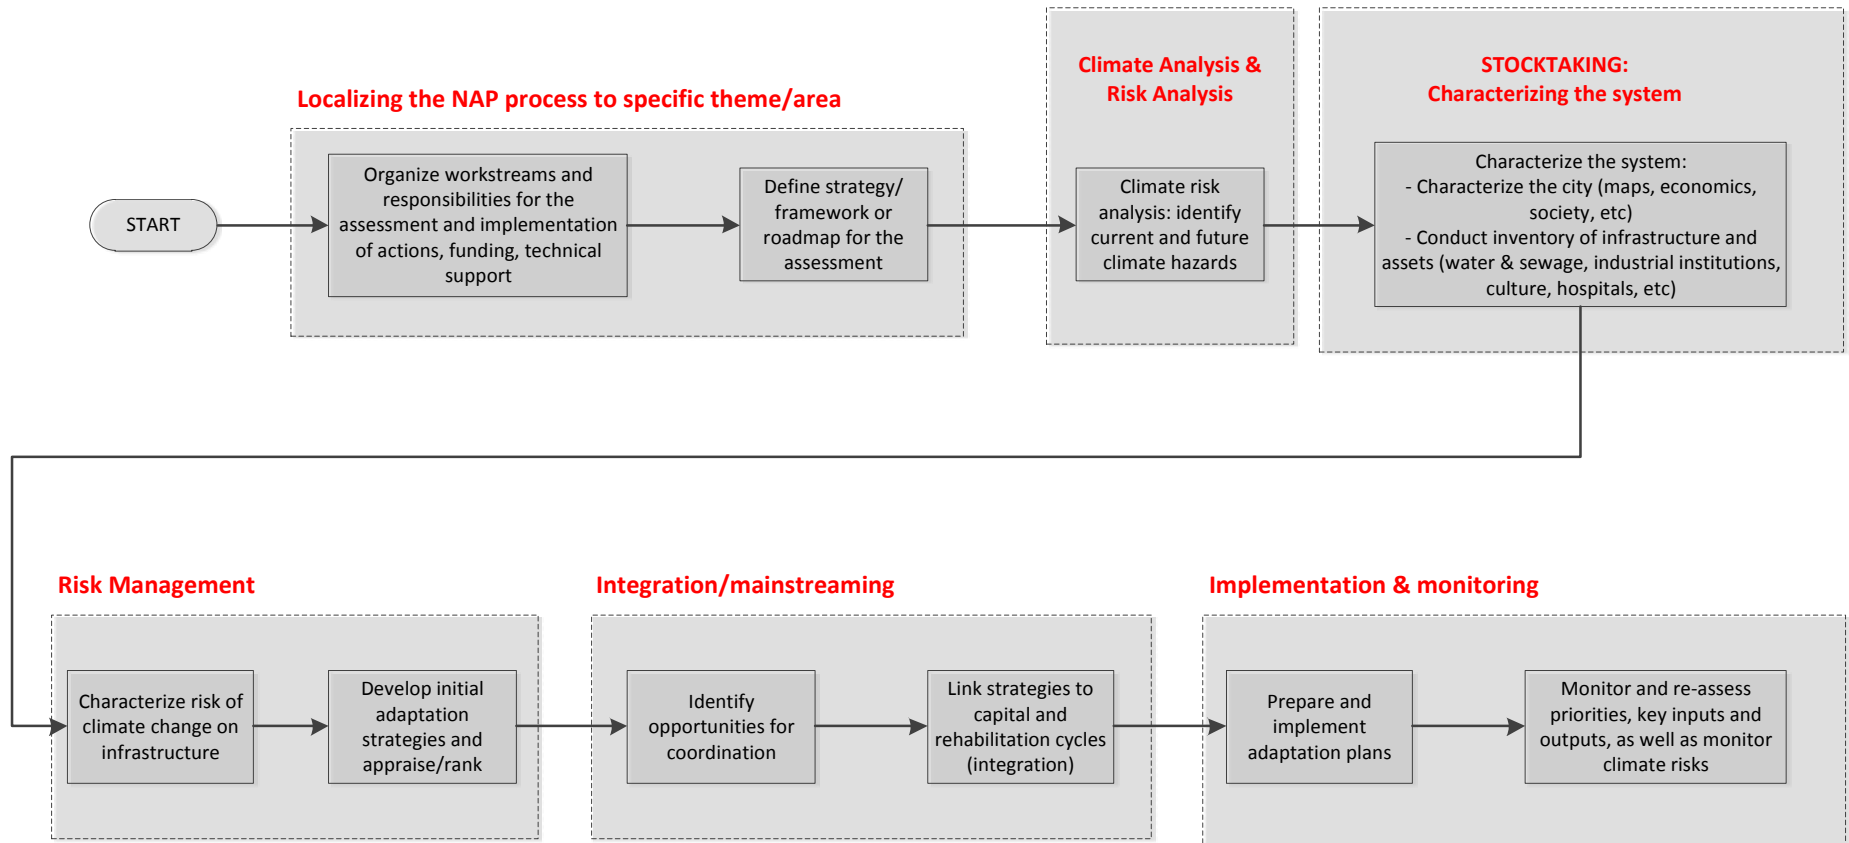 Localizing the NAP process to specific theme/area
Climate Analysis &
Risk Analysis
STOCKTAKING:
Characterizing the system
START
Organize workstreams and
responsibilities for the
assessment and implementation
of actions, funding, technical
support
Define strategy/
framework or
roadmap for the
assessment
Climate risk
analysis: identify
current and future
climate hazards
Characterize the system:
- Characterize the city (maps, economics,
society, etc)
- Conduct inventory of infrastructure and
assets (water & sewage, industrial institutions,
culture, hospitals, etc)
Risk Management
Integration/mainstreaming
Implementation & monitoring
Characterize risk of
climate change on
infrastructure
Develop initial
adaptation
strategies and
appraise/rank
Identify
opportunities for
coordination
Link strategies to
capital and
rehabilitation cycles
(integration)
Prepare and
implement
adaptation plans
Monitor and re-assess
priorities, key inputs and
outputs, as well as monitor
climate risks